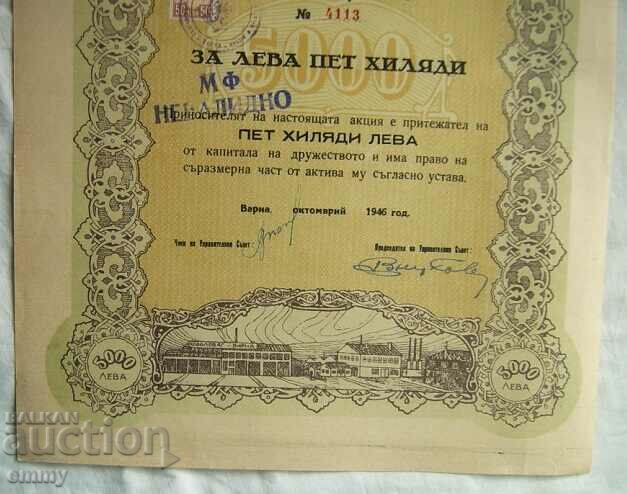 № 4113
ЗА ЛЕВА ПЕТ ХИЛЯДИ
5000
МФ
НЕВАЛИДНО
Приносителят на настоящата акция е притежател на
ПЕТ ХИЛЯДИ ЛЕВА
от капитала на дружеството и има право на
съразмерна част от актива му съгласно устава.
Варна, октомврий 1946 год.
Член на Управителния Съвет:
Председател на Управителния Съвет:
5000
ЛЕВА
5000
ЛЕВА
БАЛКАН
auction
emmy